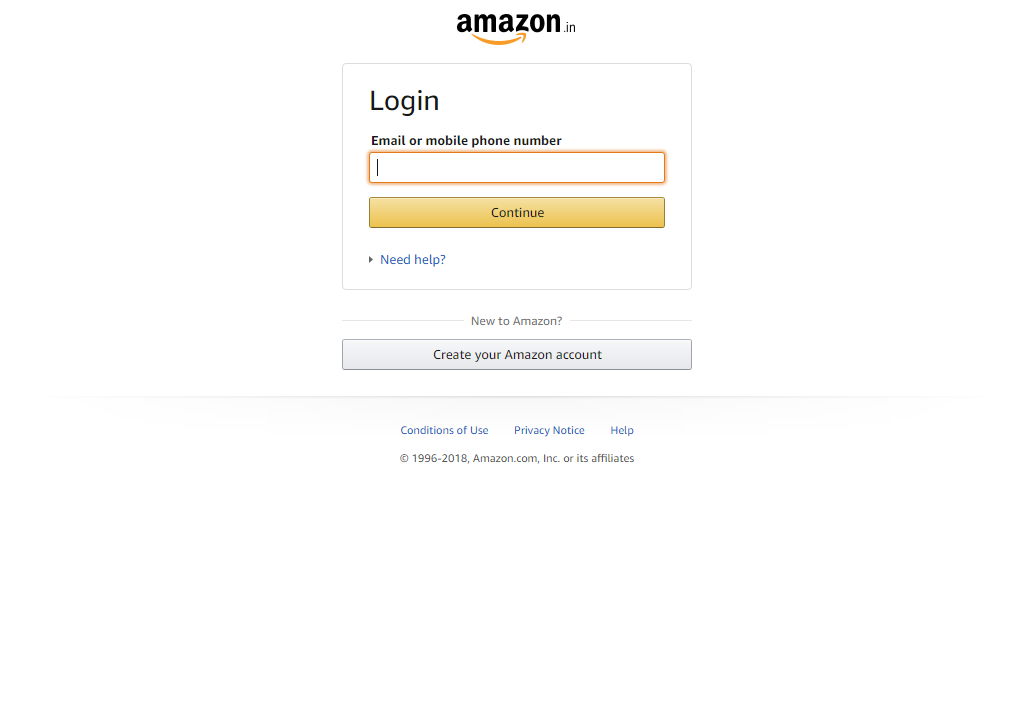 amazon.in
Login
Email or mobile phone number
Continue
Need help?
New to Amazon?
Create your Amazon account
Conditions of Use Privacy Notice Help
© 1996-2018, Amazon.com, Inc. or its affiliates